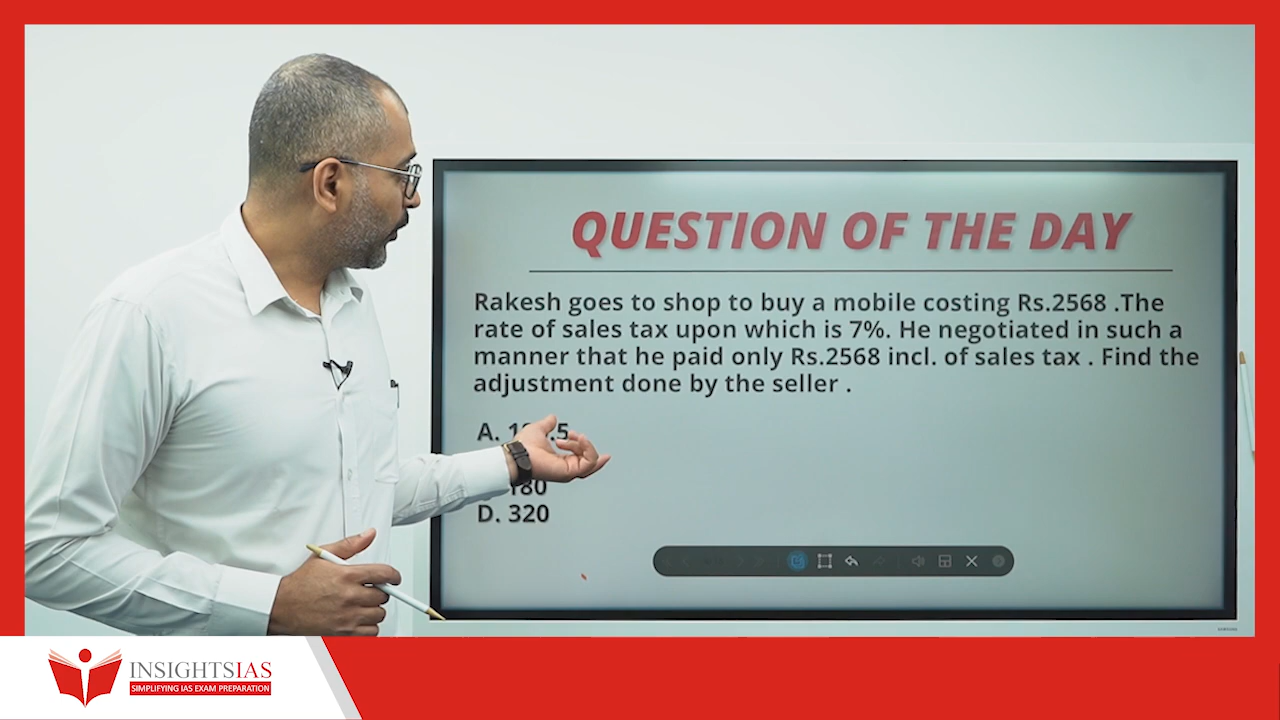 QUESTION OF THE DAY
Rakesh goes to shop to buy a mobile costing Rs.2568 .The
rate of sales tax upon which is 7%. He negotiated in such a
manner that he paid only Rs.2568 incl. of sales tax . Find the
adjustment done by the seller .
A.
180
D. 320
INSIGHTSIAS
SIMPLIFYING IAS EXAM PREPARATION